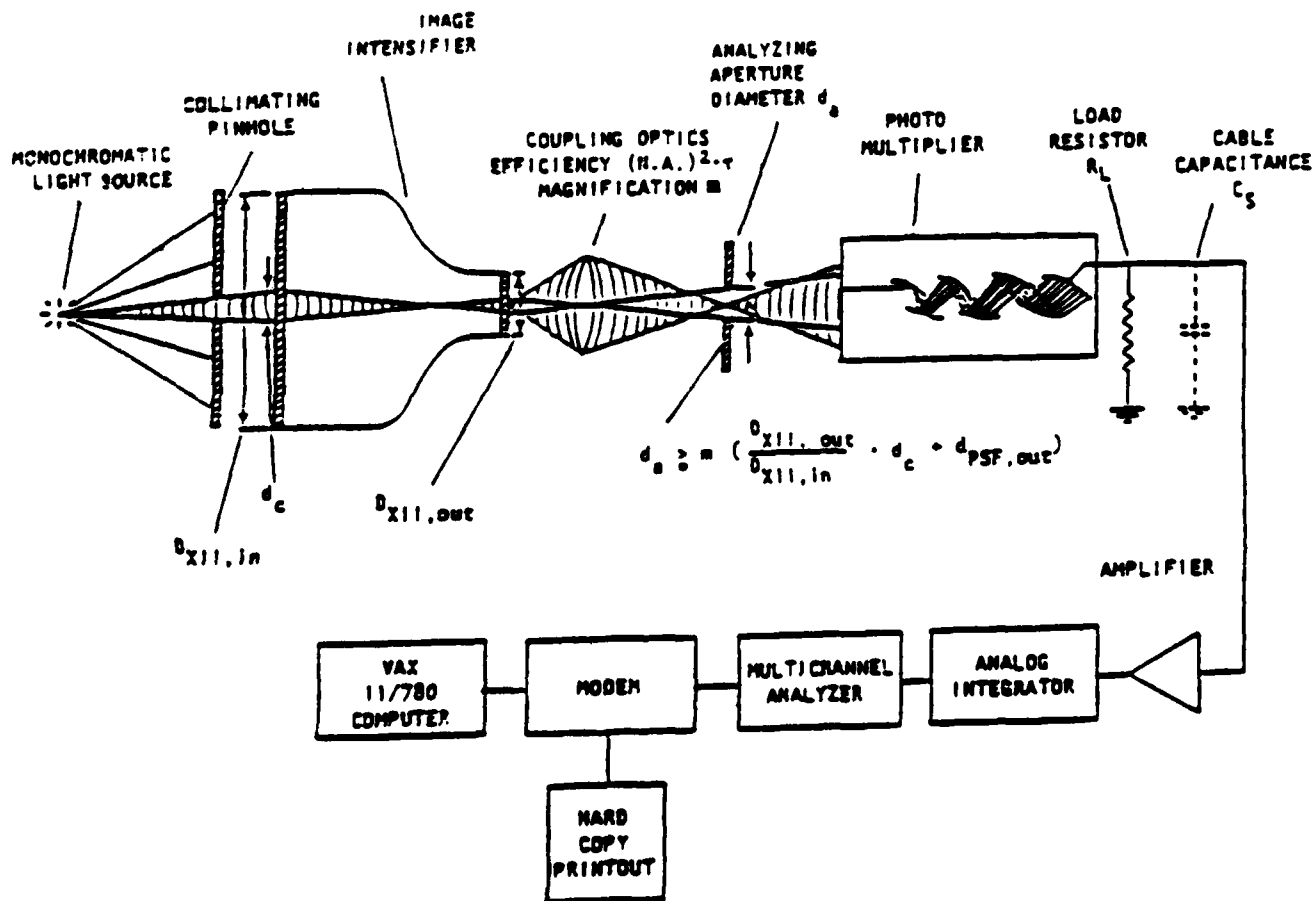 IMAGE
INTENSIFIER
COLLIMATING
PINHOLE
MONOCHROMATIC
LIGHT SOURCE
COUPLING OPTICS
EFFICIENCY (N.A.)²·τ
MAGNIFICATION m
ANALYZING
APERTURE
DIAMETER d_a
PHOTO
MULTIPLIER
LOAD
RESISTOR
R_L
CABLE
CAPACITANCE
C_S
d_a ≥ m ( D_XII,out / D_XII,in · d_c + d_PSF,out )
d_c
D_XII,in
D_XII,out
AMPLIFIER
VAX
11/780
COMPUTER
MODEM
MULTICHANNEL
ANALYZER
ANALOG
INTEGRATOR
HARD
COPY
PRINTOUT